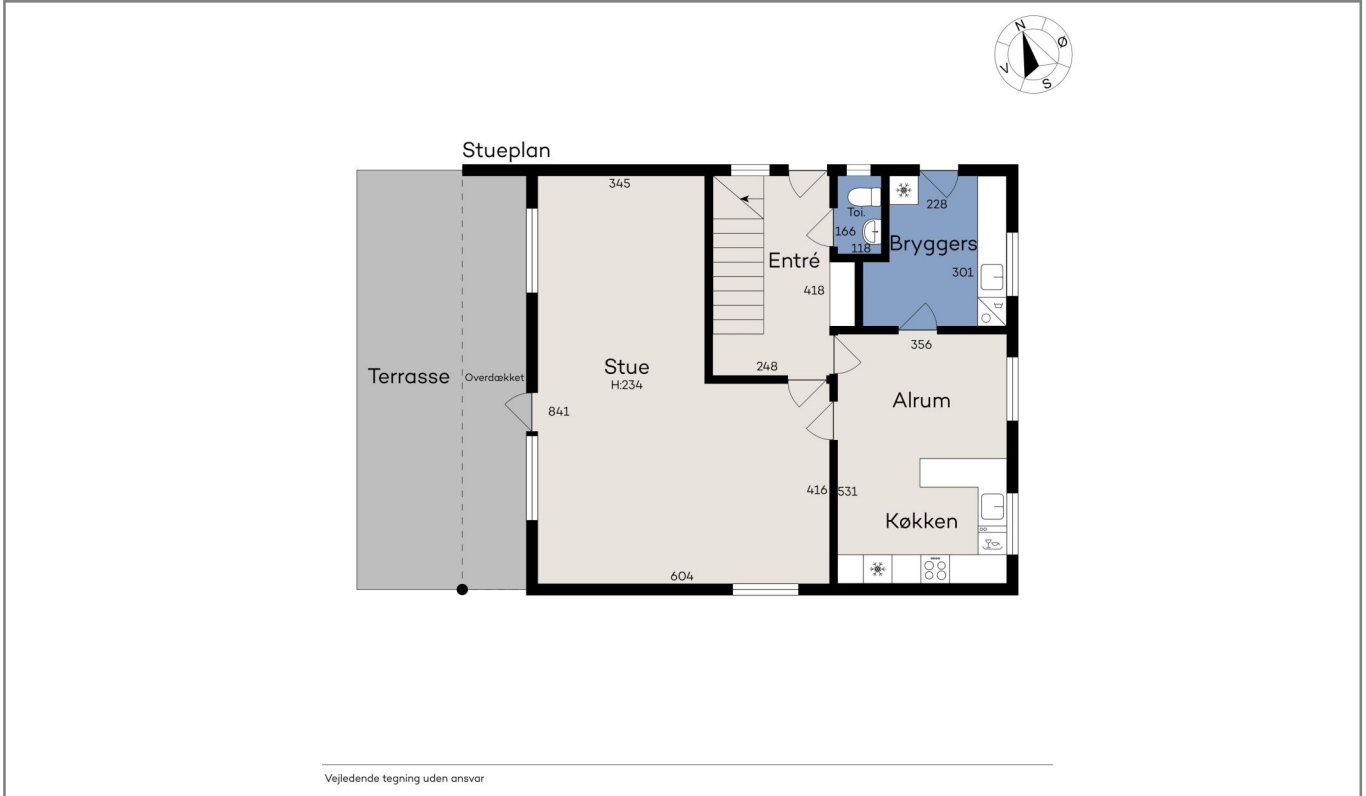 N
Ø
V
S
Stueplan
345
Toi.
166
118
228
Bryggers
301
Entré
418
Terrasse
Overdækket
Stue
H:234
248
356
841
Alrum
416
531
Køkken
604
Vejledende tegning uden ansvar